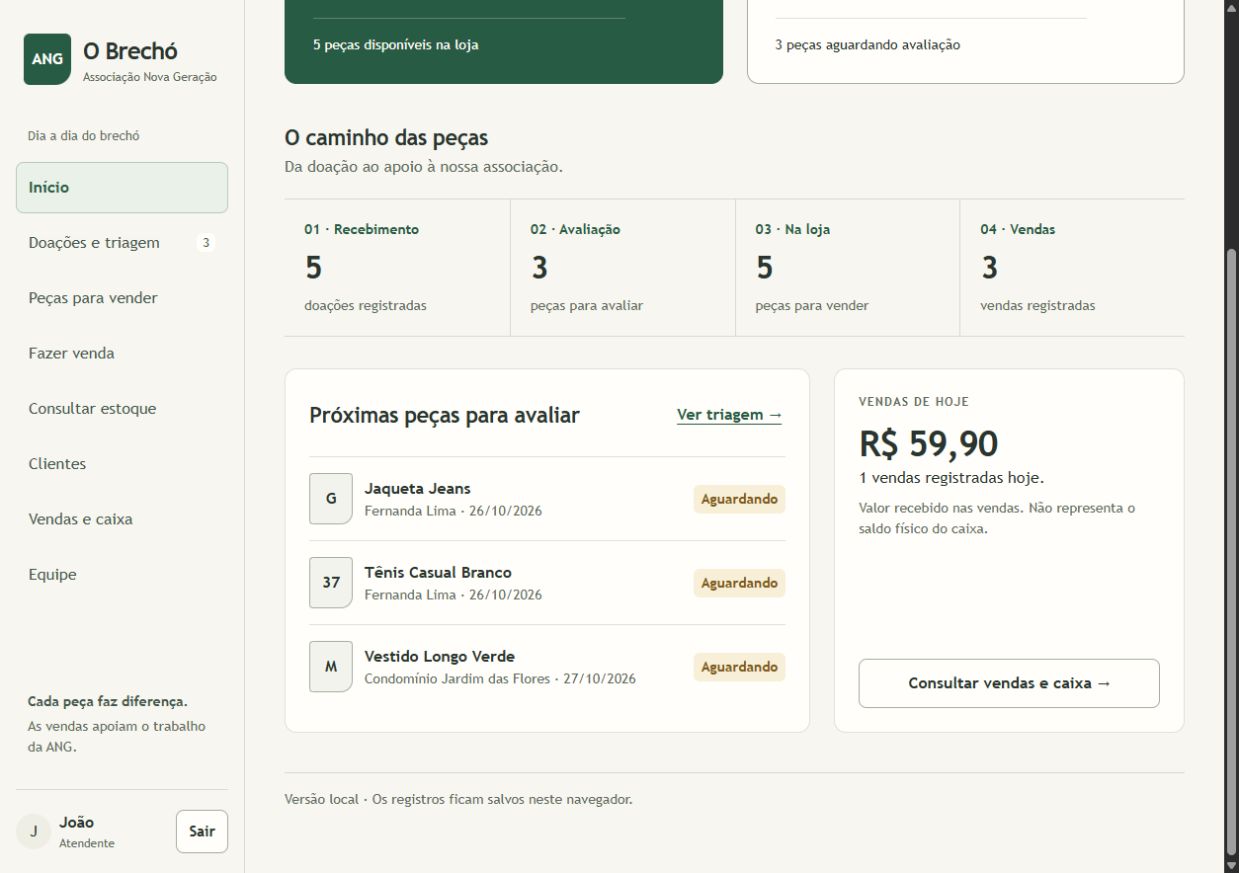 ANG
O Brechó
Associação Nova Geração
Dia a dia do brechó
Início
Doações e triagem 3
Peças para vender
Fazer venda
Consultar estoque
Clientes
Vendas e caixa
Equipe
Cada peça faz diferença.
As vendas apoiam o trabalho
da ANG.
J
João
Atendente
Sair
5 peças disponíveis na loja
3 peças aguardando avaliação
O caminho das peças
Da doação ao apoio à nossa associação.
01 · Recebimento
5
doações registradas
02 · Avaliação
3
peças para avaliar
03 · Na loja
5
peças para vender
04 · Vendas
3
vendas registradas
Próximas peças para avaliar
Ver triagem →
G
Jaqueta Jeans
Fernanda Lima · 26/10/2026
Aguardando
37
Tênis Casual Branco
Fernanda Lima · 26/10/2026
Aguardando
M
Vestido Longo Verde
Condomínio Jardim das Flores · 27/10/2026
Aguardando
VENDAS DE HOJE
R$ 59,90
1 vendas registradas hoje.
Valor recebido nas vendas. Não representa o
saldo físico do caixa.
Consultar vendas e caixa →
Versão local · Os registros ficam salvos neste navegador.